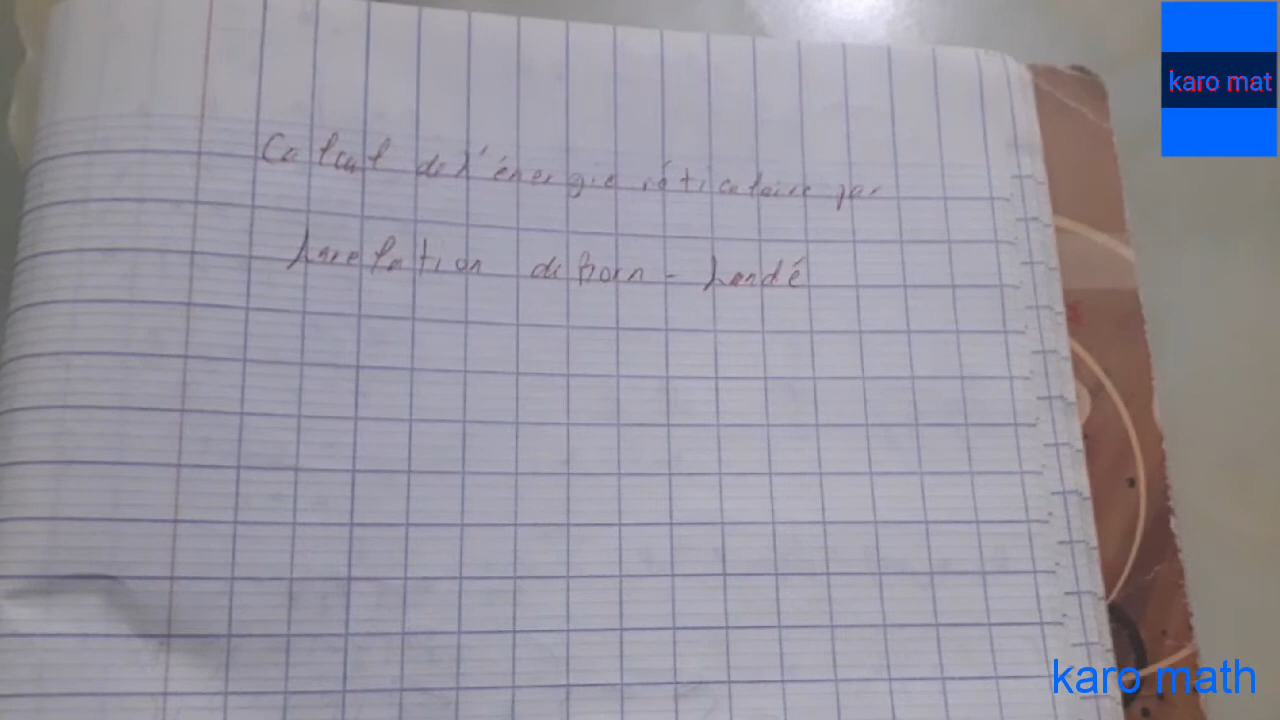 karo mat
Calcul de l'énergie réticulaire par
la relation de born - landé
karo math